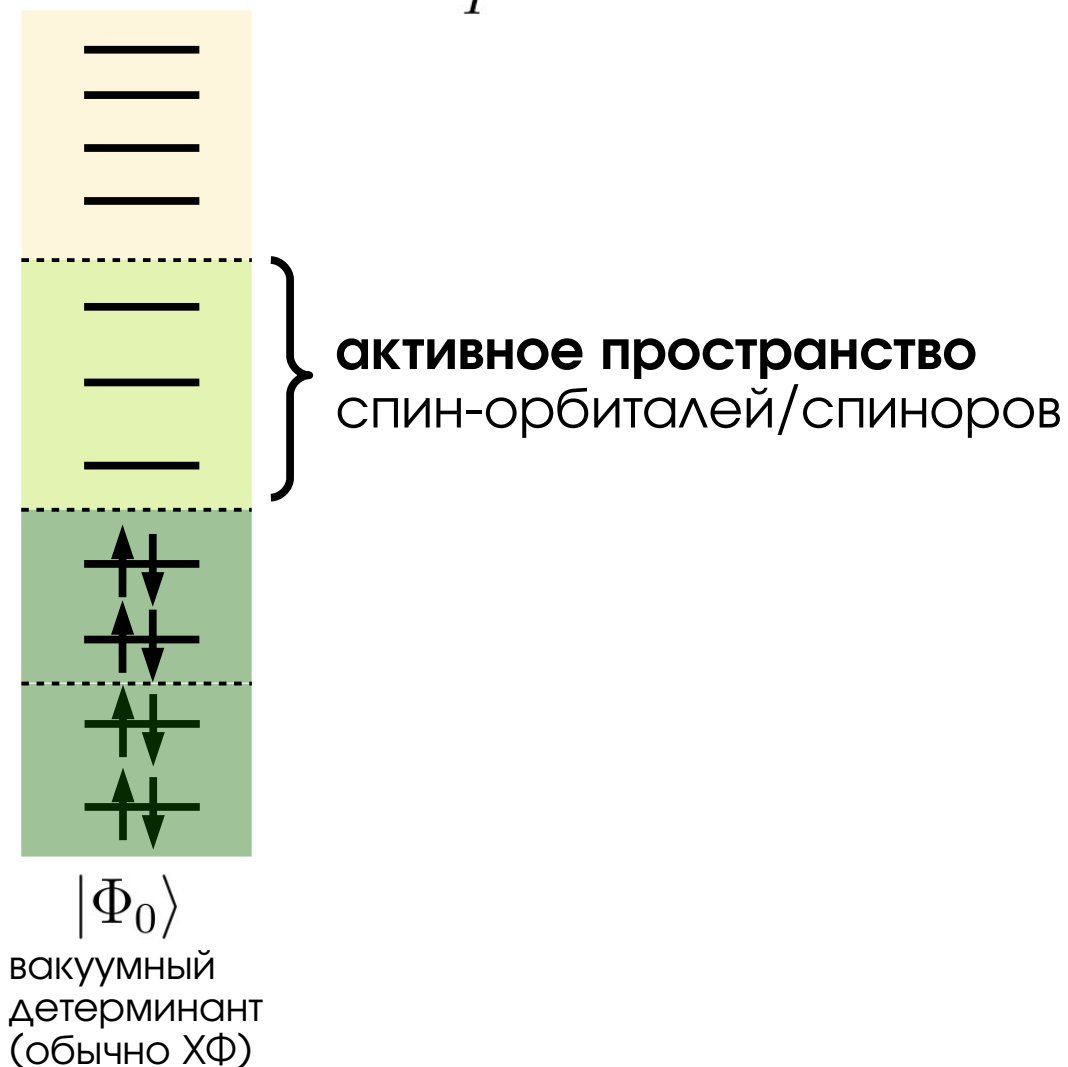 активное пространство
спин-орбиталей/спиноров
|Φ₀⟩
вакуумный
детерминант
(обычно ХФ)